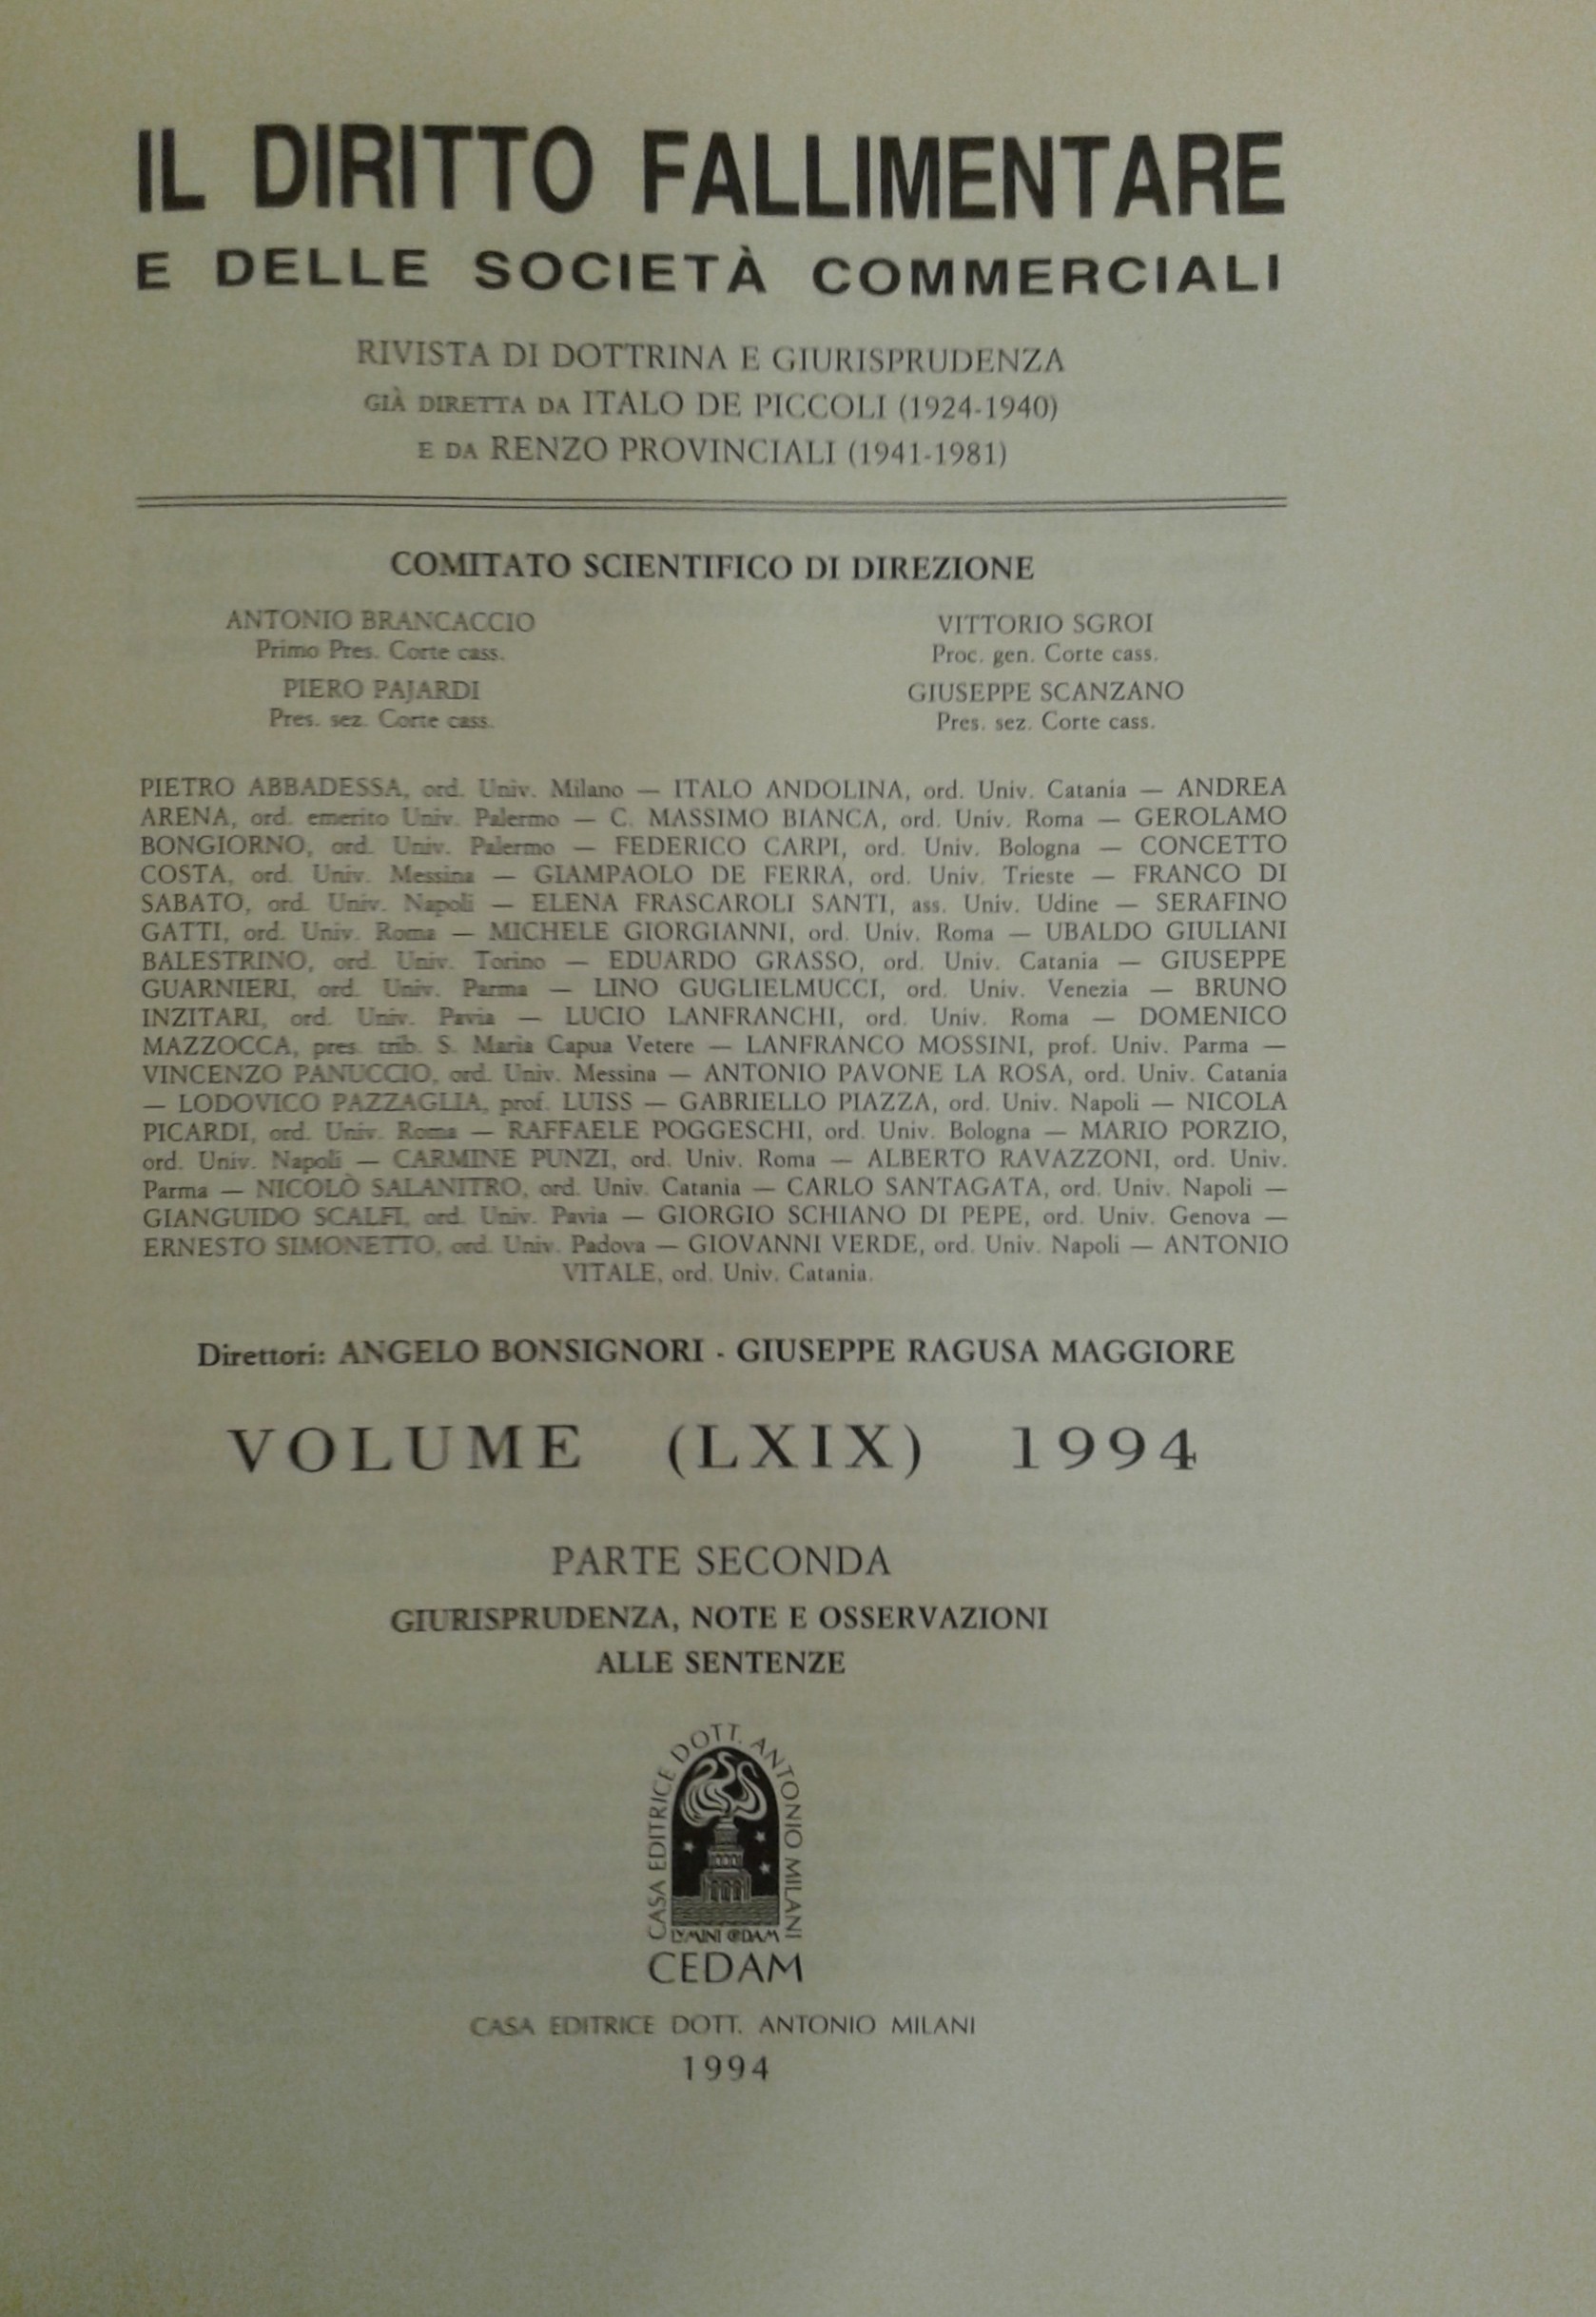 IL DIRITTO FALLIMENTARE
E DELLE SOCIETÀ COMMERCIALI
RIVISTA DI DOTTRINA E GIURISPRUDENZA
GIÀ DIRETTA DA ITALO DE PICCOLI (1924-1940)
E DA RENZO PROVINCIALI (1941-1981)
COMITATO SCIENTIFICO DI DIREZIONE
ANTONIO BRANCACCIO
Primo Pres. Corte cass.
PIERO PAJARDI
Pres. sez. Corte cass.
VITTORIO SGROI
Proc. gen. Corte cass.
GIUSEPPE SCANZANO
Pres. sez. Corte cass.
PIETRO ABBADESSA, ord. Univ. Milano — ITALO ANDOLINA, ord. Univ. Catania — ANDREA
ARENA, ord. emerito Univ. Palermo — C. MASSIMO BIANCA, ord. Univ. Roma — GEROLAMO
BONGIORNO, ord. Univ. Palermo — FEDERICO CARPI, ord. Univ. Bologna — CONCETTO
COSTA, ord. Univ. Messina — GIAMPAOLO DE FERRA, ord. Univ. Trieste — FRANCO DI
SABATO, ord. Univ. Napoli — ELENA FRASCAROLI SANTI, ass. Univ. Udine — SERAFINO
GATTI, ord. Univ. Roma — MICHELE GIORGIANNI, ord. Univ. Roma — UBALDO GIULIANI
BALESTRINO, ord. Univ. Torino — EDUARDO GRASSO, ord. Univ. Catania — GIUSEPPE
GUARNIERI, ord. Univ. Parma — LINO GUGLIELMUCCI, ord. Univ. Venezia — BRUNO
INZITARI, ord. Univ. Pavia — LUCIO LANFRANCHI, ord. Univ. Roma — DOMENICO
MAZZOCCA, pres. trib. S. Maria Capua Vetere — LANFRANCO MOSSINI, prof. Univ. Parma —
VINCENZO PANUCCIO, ord. Univ. Messina — ANTONIO PAVONE LA ROSA, ord. Univ. Catania
— LODOVICO PAZZAGLIA, prof. LUISS — GABRIELLO PIAZZA, ord. Univ. Napoli — NICOLA
PICARDI, ord. Univ. Roma — RAFFAELE POGGESCHI, ord. Univ. Bologna — MARIO PORZIO,
ord. Univ. Napoli — CARMINE PUNZI, ord. Univ. Roma — ALBERTO RAVAZZONI, ord. Univ.
Parma — NICOLÒ SALANITRO, ord. Univ. Catania — CARLO SANTAGATA, ord. Univ. Napoli —
GIANGUIDO SCALFI, ord. Univ. Pavia — GIORGIO SCHIANO DI PEPE, ord. Univ. Genova —
ERNESTO SIMONETTO, ord. Univ. Padova — GIOVANNI VERDE, ord. Univ. Napoli — ANTONIO
VITALE, ord. Univ. Catania.
Direttori: ANGELO BONSIGNORI - GIUSEPPE RAGUSA MAGGIORE
VOLUME (LXIX) 1994
PARTE SECONDA
GIURISPRUDENZA, NOTE E OSSERVAZIONI
ALLE SENTENZE
CASA EDITRICE DOTT. ANTONIO MILANI
CEDAM
CASA EDITRICE DOTT. ANTONIO MILANI
1994